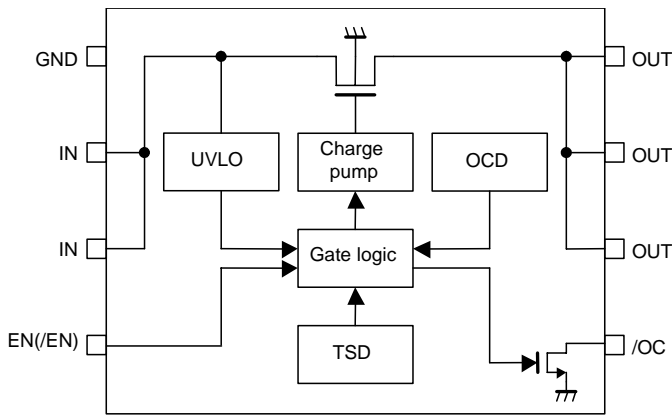 GND
OUT
IN
UVLO
Charge
pump
OCD
OUT
IN
Gate logic
OUT
EN(/EN)
TSD
/OC